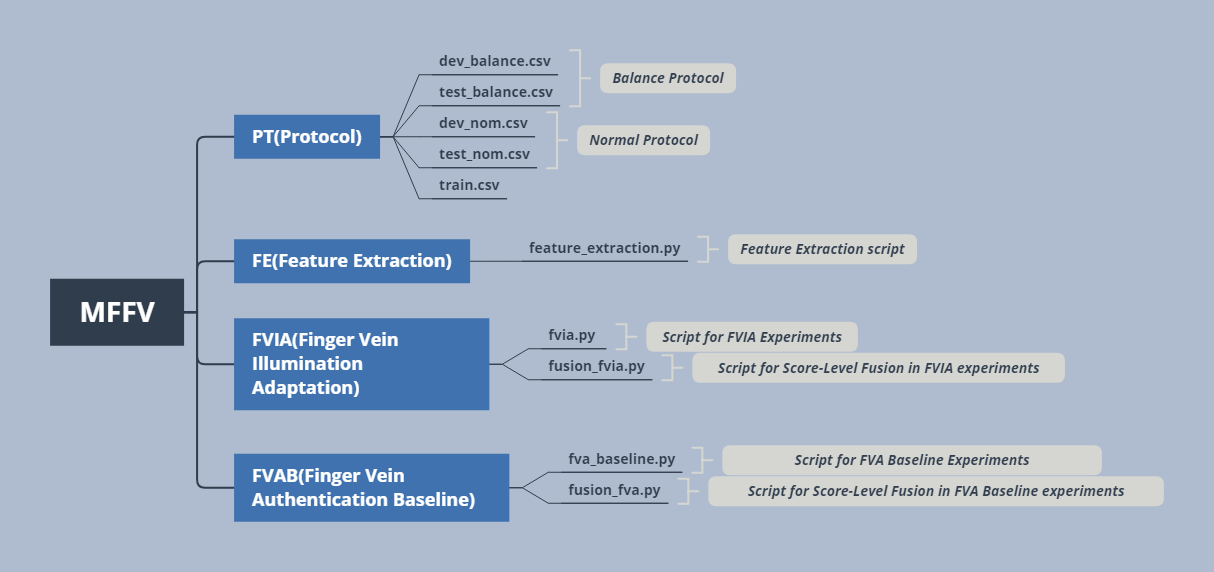 MFFV
PT(Protocol)
dev_balance.csv
test_balance.csv
Balance Protocol
dev_nom.csv
test_nom.csv
Normal Protocol
train.csv
FE(Feature Extraction)
feature_extraction.py
Feature Extraction script
FVIA(Finger Vein
Illumination
Adaptation)
fvia.py
Script for FVIA Experiments
fusion_fvia.py
Script for Score-Level Fusion in FVIA experiments
FVAB(Finger Vein
Authentication Baseline)
fva_baseline.py
Script for FVA Baseline Experiments
fusion_fva.py
Script for Score-Level Fusion in FVA Baseline experiments